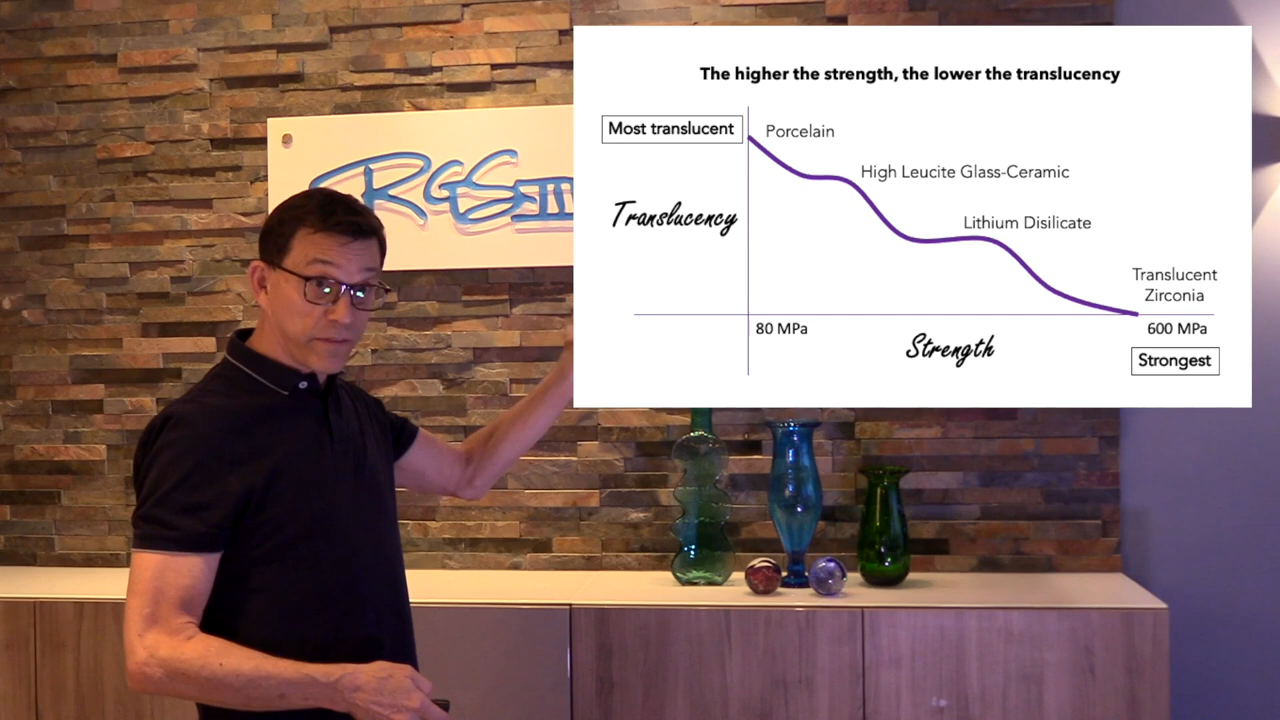 RGSIII
The higher the strength, the lower the translucency
Most translucent
Porcelain
High Leucite Glass-Ceramic
Translucency
Lithium Disilicate
Translucent
Zirconia
80 MPa
600 MPa
Strength
Strongest